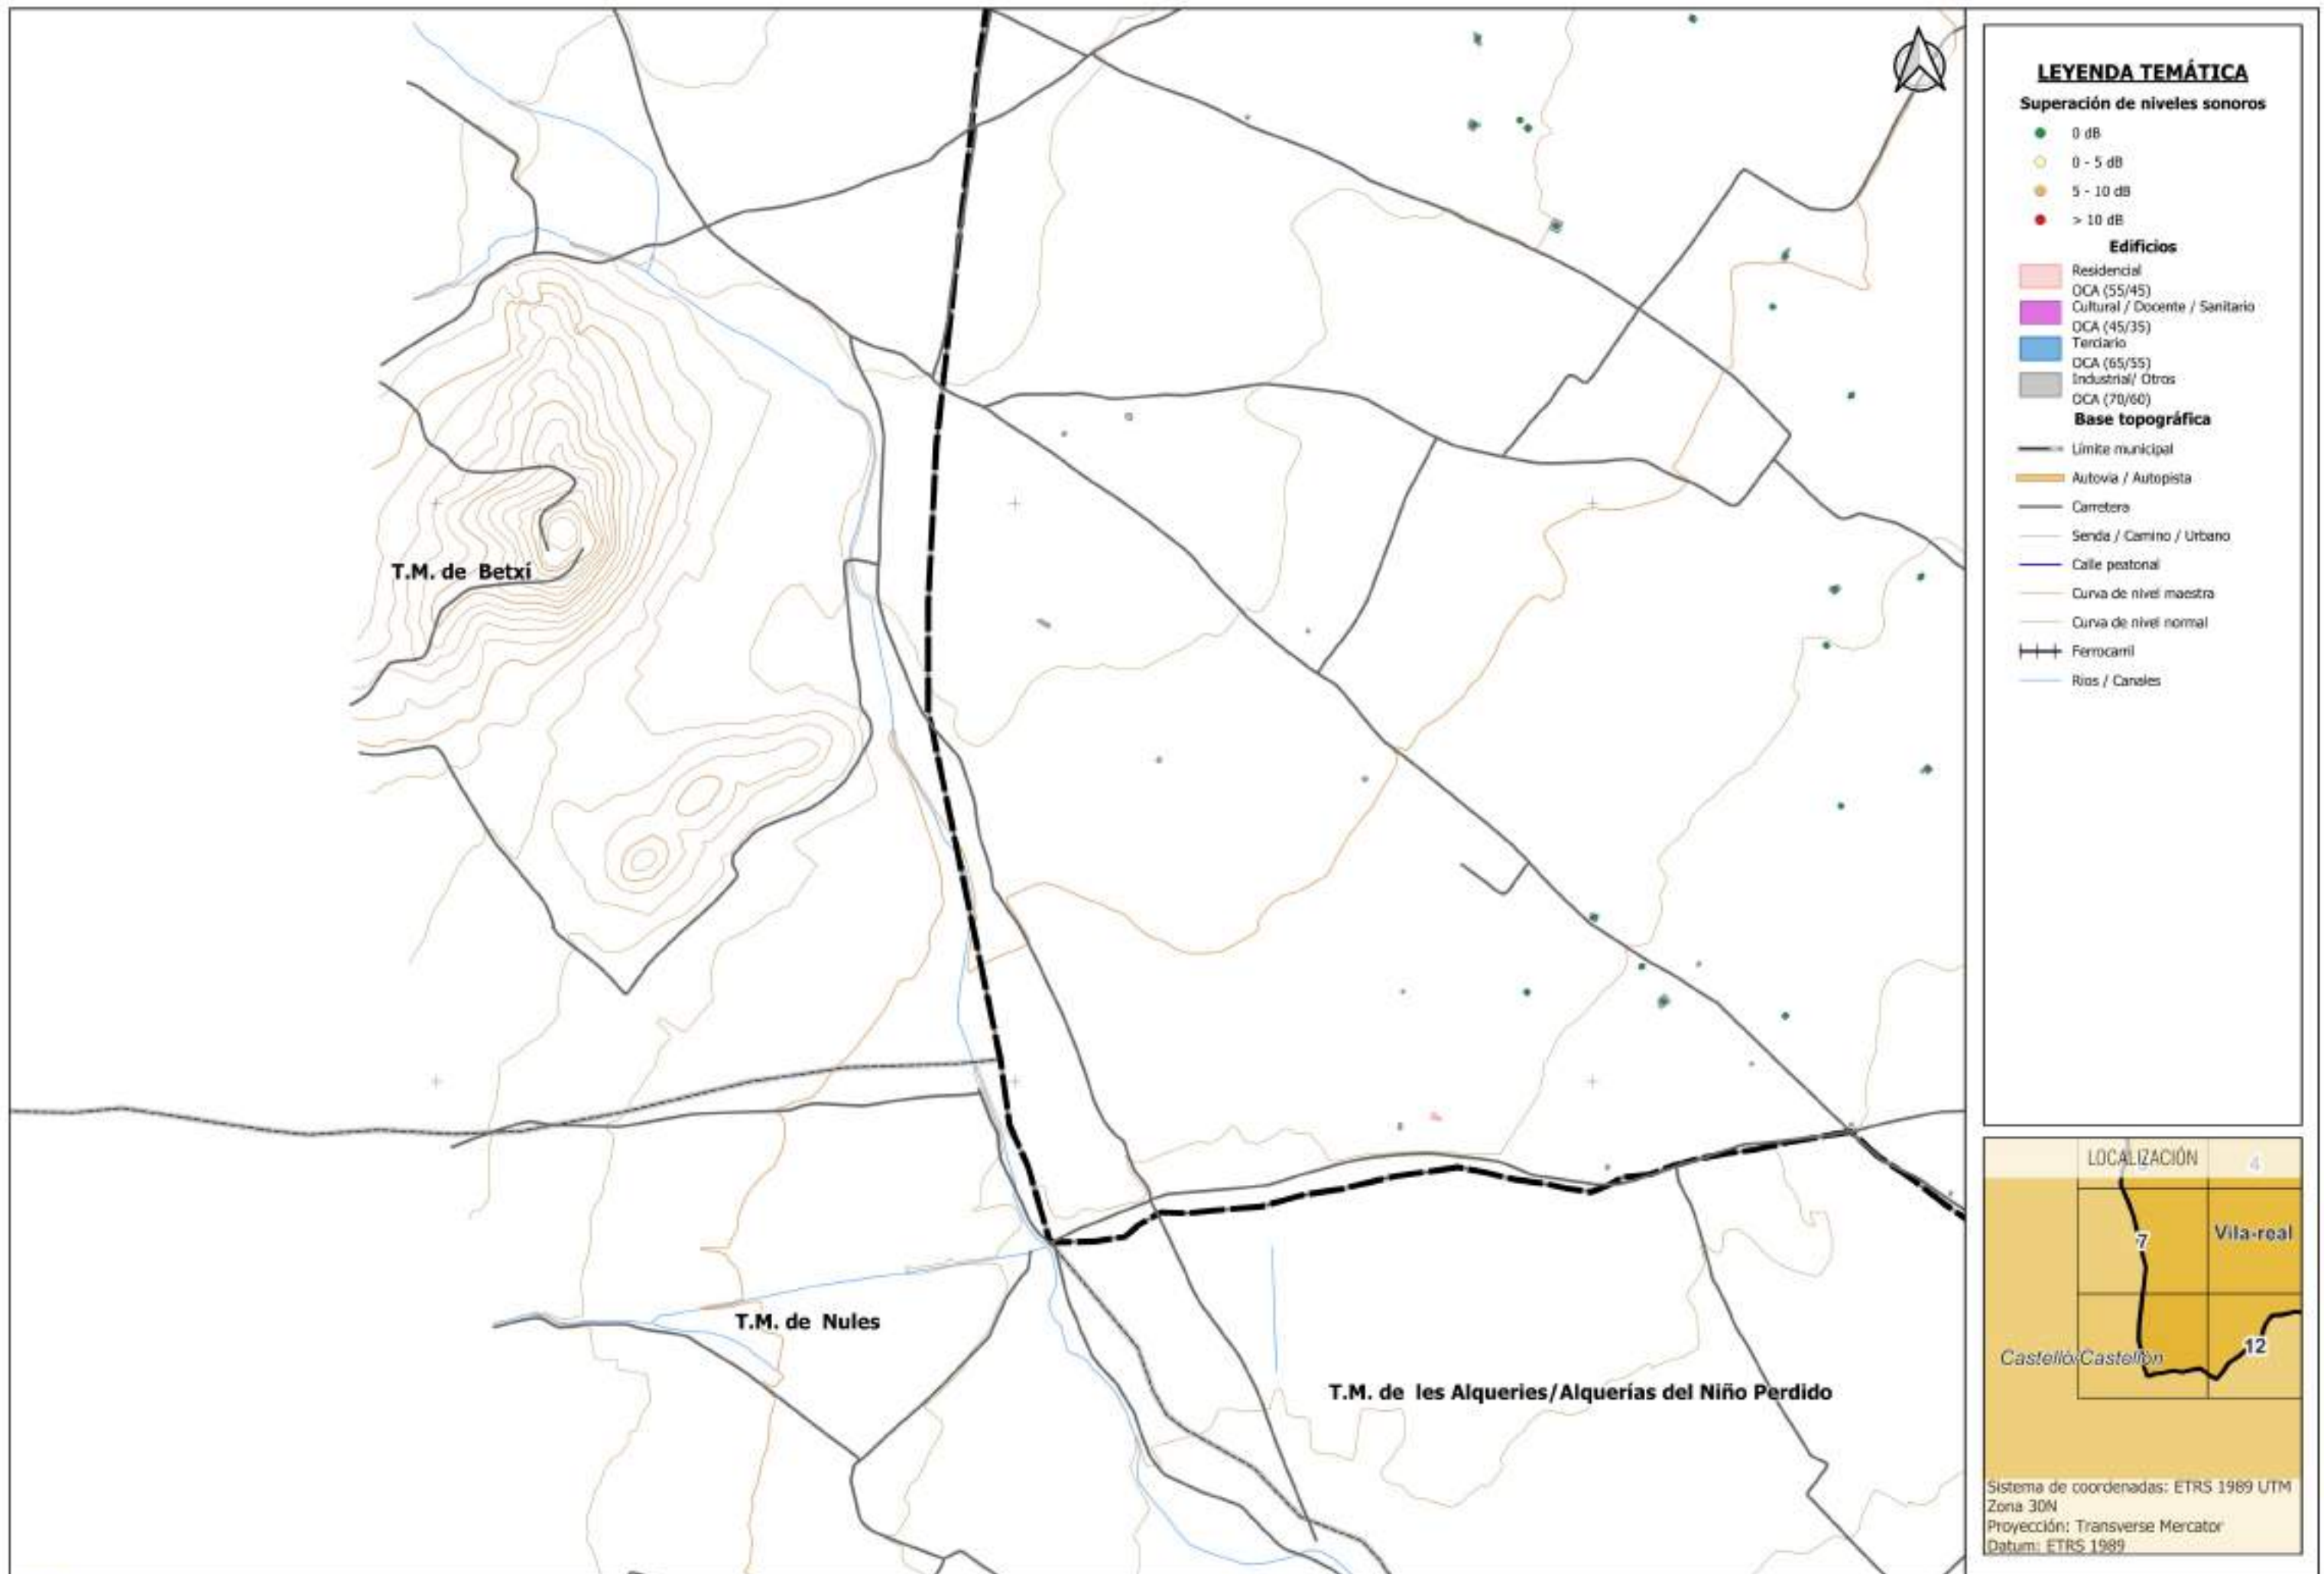 LEYENDA TEMÁTICA
Superación de niveles sonoros
0 dB
0 - 5 dB
5 - 10 dB
> 10 dB
Edificios
Residencial
OCA (55/45)
Cultural / Docente / Sanitario
OCA (45/35)
Terciario
OCA (65/55)
Industrial/ Otros
OCA (70/60)
Base topográfica
Límite municipal
Autovia / Autopista
Carretera
Senda / Camino / Urbano
Calle peatonal
Curva de nivel maestra
Curva de nivel normal
Ferrocarril
Rios / Canales
T.M. de Betxí
T.M. de Nules
T.M. de les Alqueries/Alquerías del Niño Perdido
LOCALIZACIÓN
4
7
Vila-real
12
Castelló/Castellón
Sistema de coordenadas: ETRS 1989 UTM
Zona 30N
Proyección: Transverse Mercator
Datum: ETRS 1989